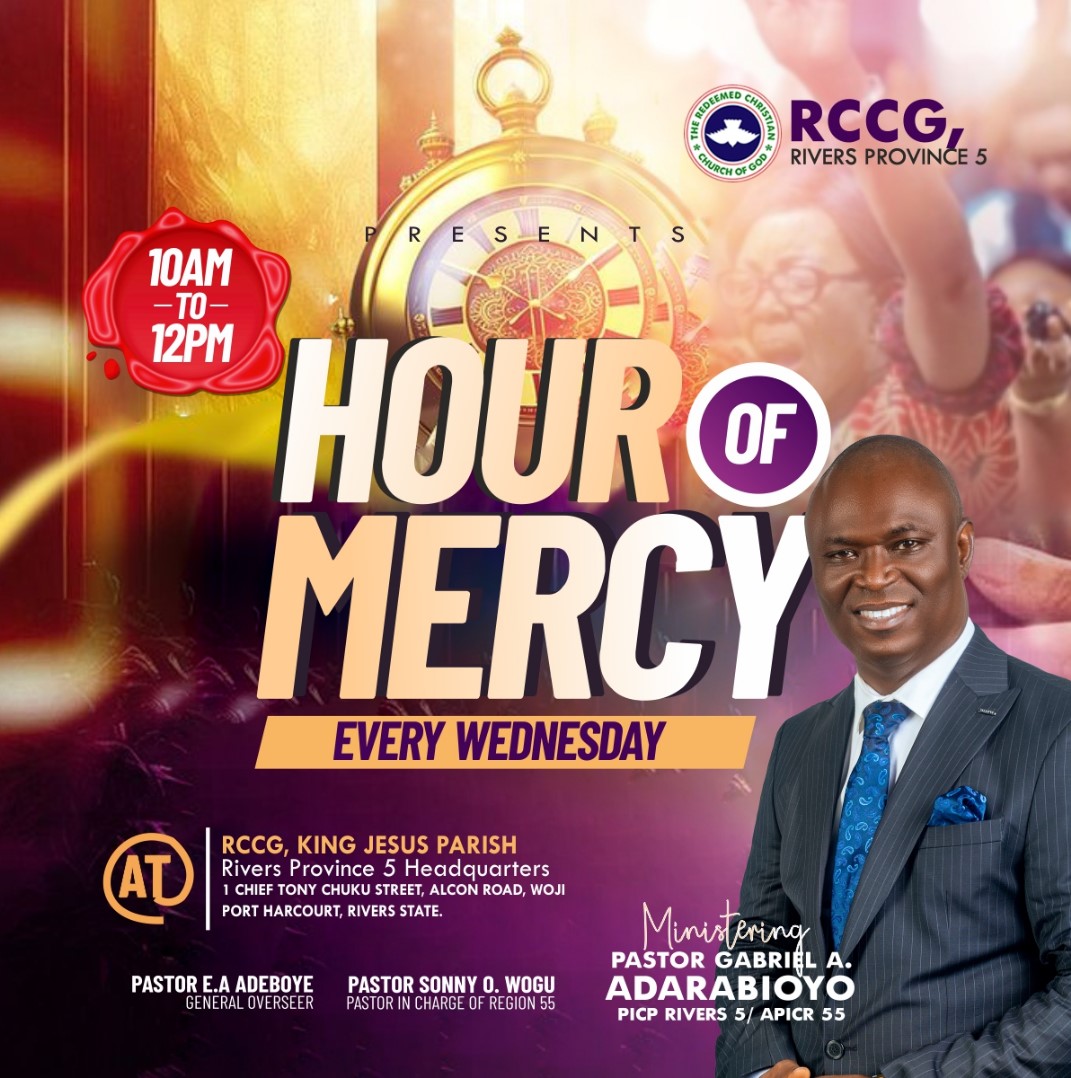 THE REDEEMED CHRISTIAN
CHURCH OF GOD
RCCG,
RIVERS PROVINCE 5
PRESENTS
10AM
–TO–
12PM
HOUR OF
MERCY
EVERY WEDNESDAY
AT
RCCG, KING JESUS PARISH
Rivers Province 5 Headquarters
1 CHIEF TONY CHUKU STREET, ALCON ROAD, WOJI
PORT HARCOURT, RIVERS STATE.
PASTOR E.A ADEBOYE
GENERAL OVERSEER
PASTOR SONNY O. WOGU
PASTOR IN CHARGE OF REGION 55
Ministering
PASTOR GABRIEL A.
ADARABIOYO
PICP RIVERS 5/ APICR 55